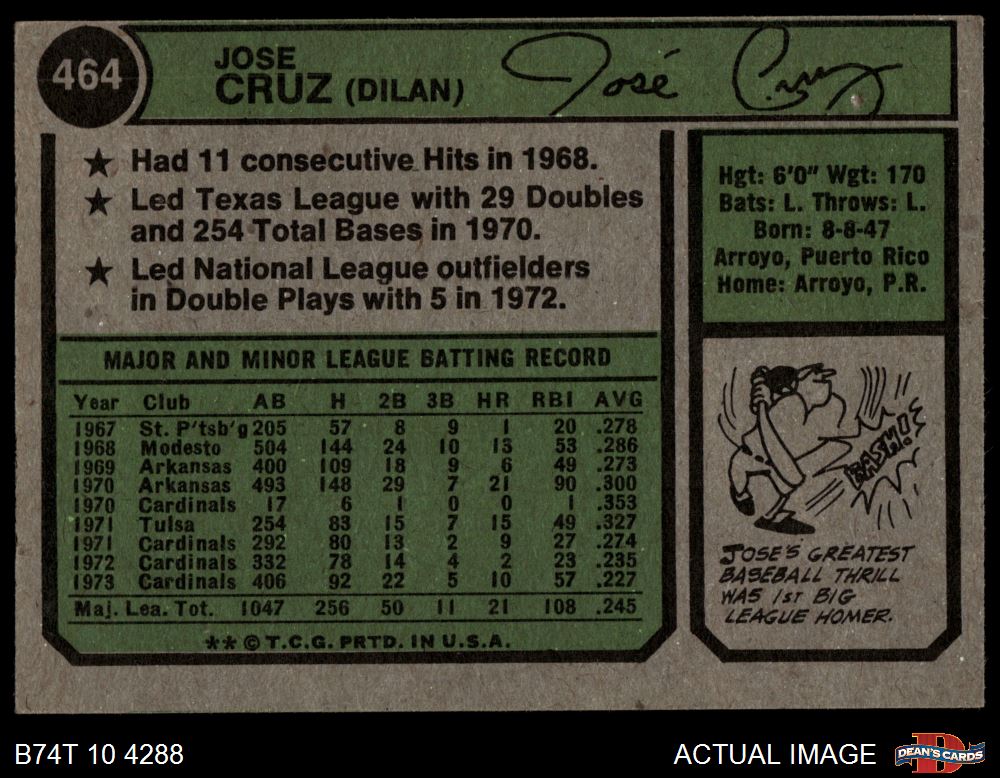 464
JOSE
CRUZ (DILAN)
José Cruz
★ Had 11 consecutive Hits in 1968.
★ Led Texas League with 29 Doubles
and 254 Total Bases in 1970.
★ Led National League outfielders
in Double Plays with 5 in 1972.
Hgt: 6'0" Wgt: 170
Bats: L. Throws: L.
Born: 8-8-47
Arroyo, Puerto Rico
Home: Arroyo, P.R.
MAJOR AND MINOR LEAGUE BATTING RECORD
Year Club AB H 2B 3B HR RBI AVG
1967 St. P'tsb'g 205 57 8 9 1 20 .278
1968 Modesto 504 144 24 10 13 53 .286
1969 Arkansas 400 109 18 9 6 49 .273
1970 Arkansas 493 148 29 7 21 90 .300
1970 Cardinals 17 6 1 0 0 1 .353
1971 Tulsa 254 83 15 7 15 49 .327
1971 Cardinals 292 80 13 2 9 27 .274
1972 Cardinals 332 78 14 4 2 23 .235
1973 Cardinals 406 92 22 5 10 57 .227
Maj. Lea. Tot. 1047 256 50 11 21 108 .245
** © T.C.G. PRTD. IN U.S.A.
BASH!
JOSE'S GREATEST
BASEBALL THRILL
WAS 1ST BIG
LEAGUE HOMER.
B74T 10 4288
ACTUAL IMAGE
DEAN'S CARDS